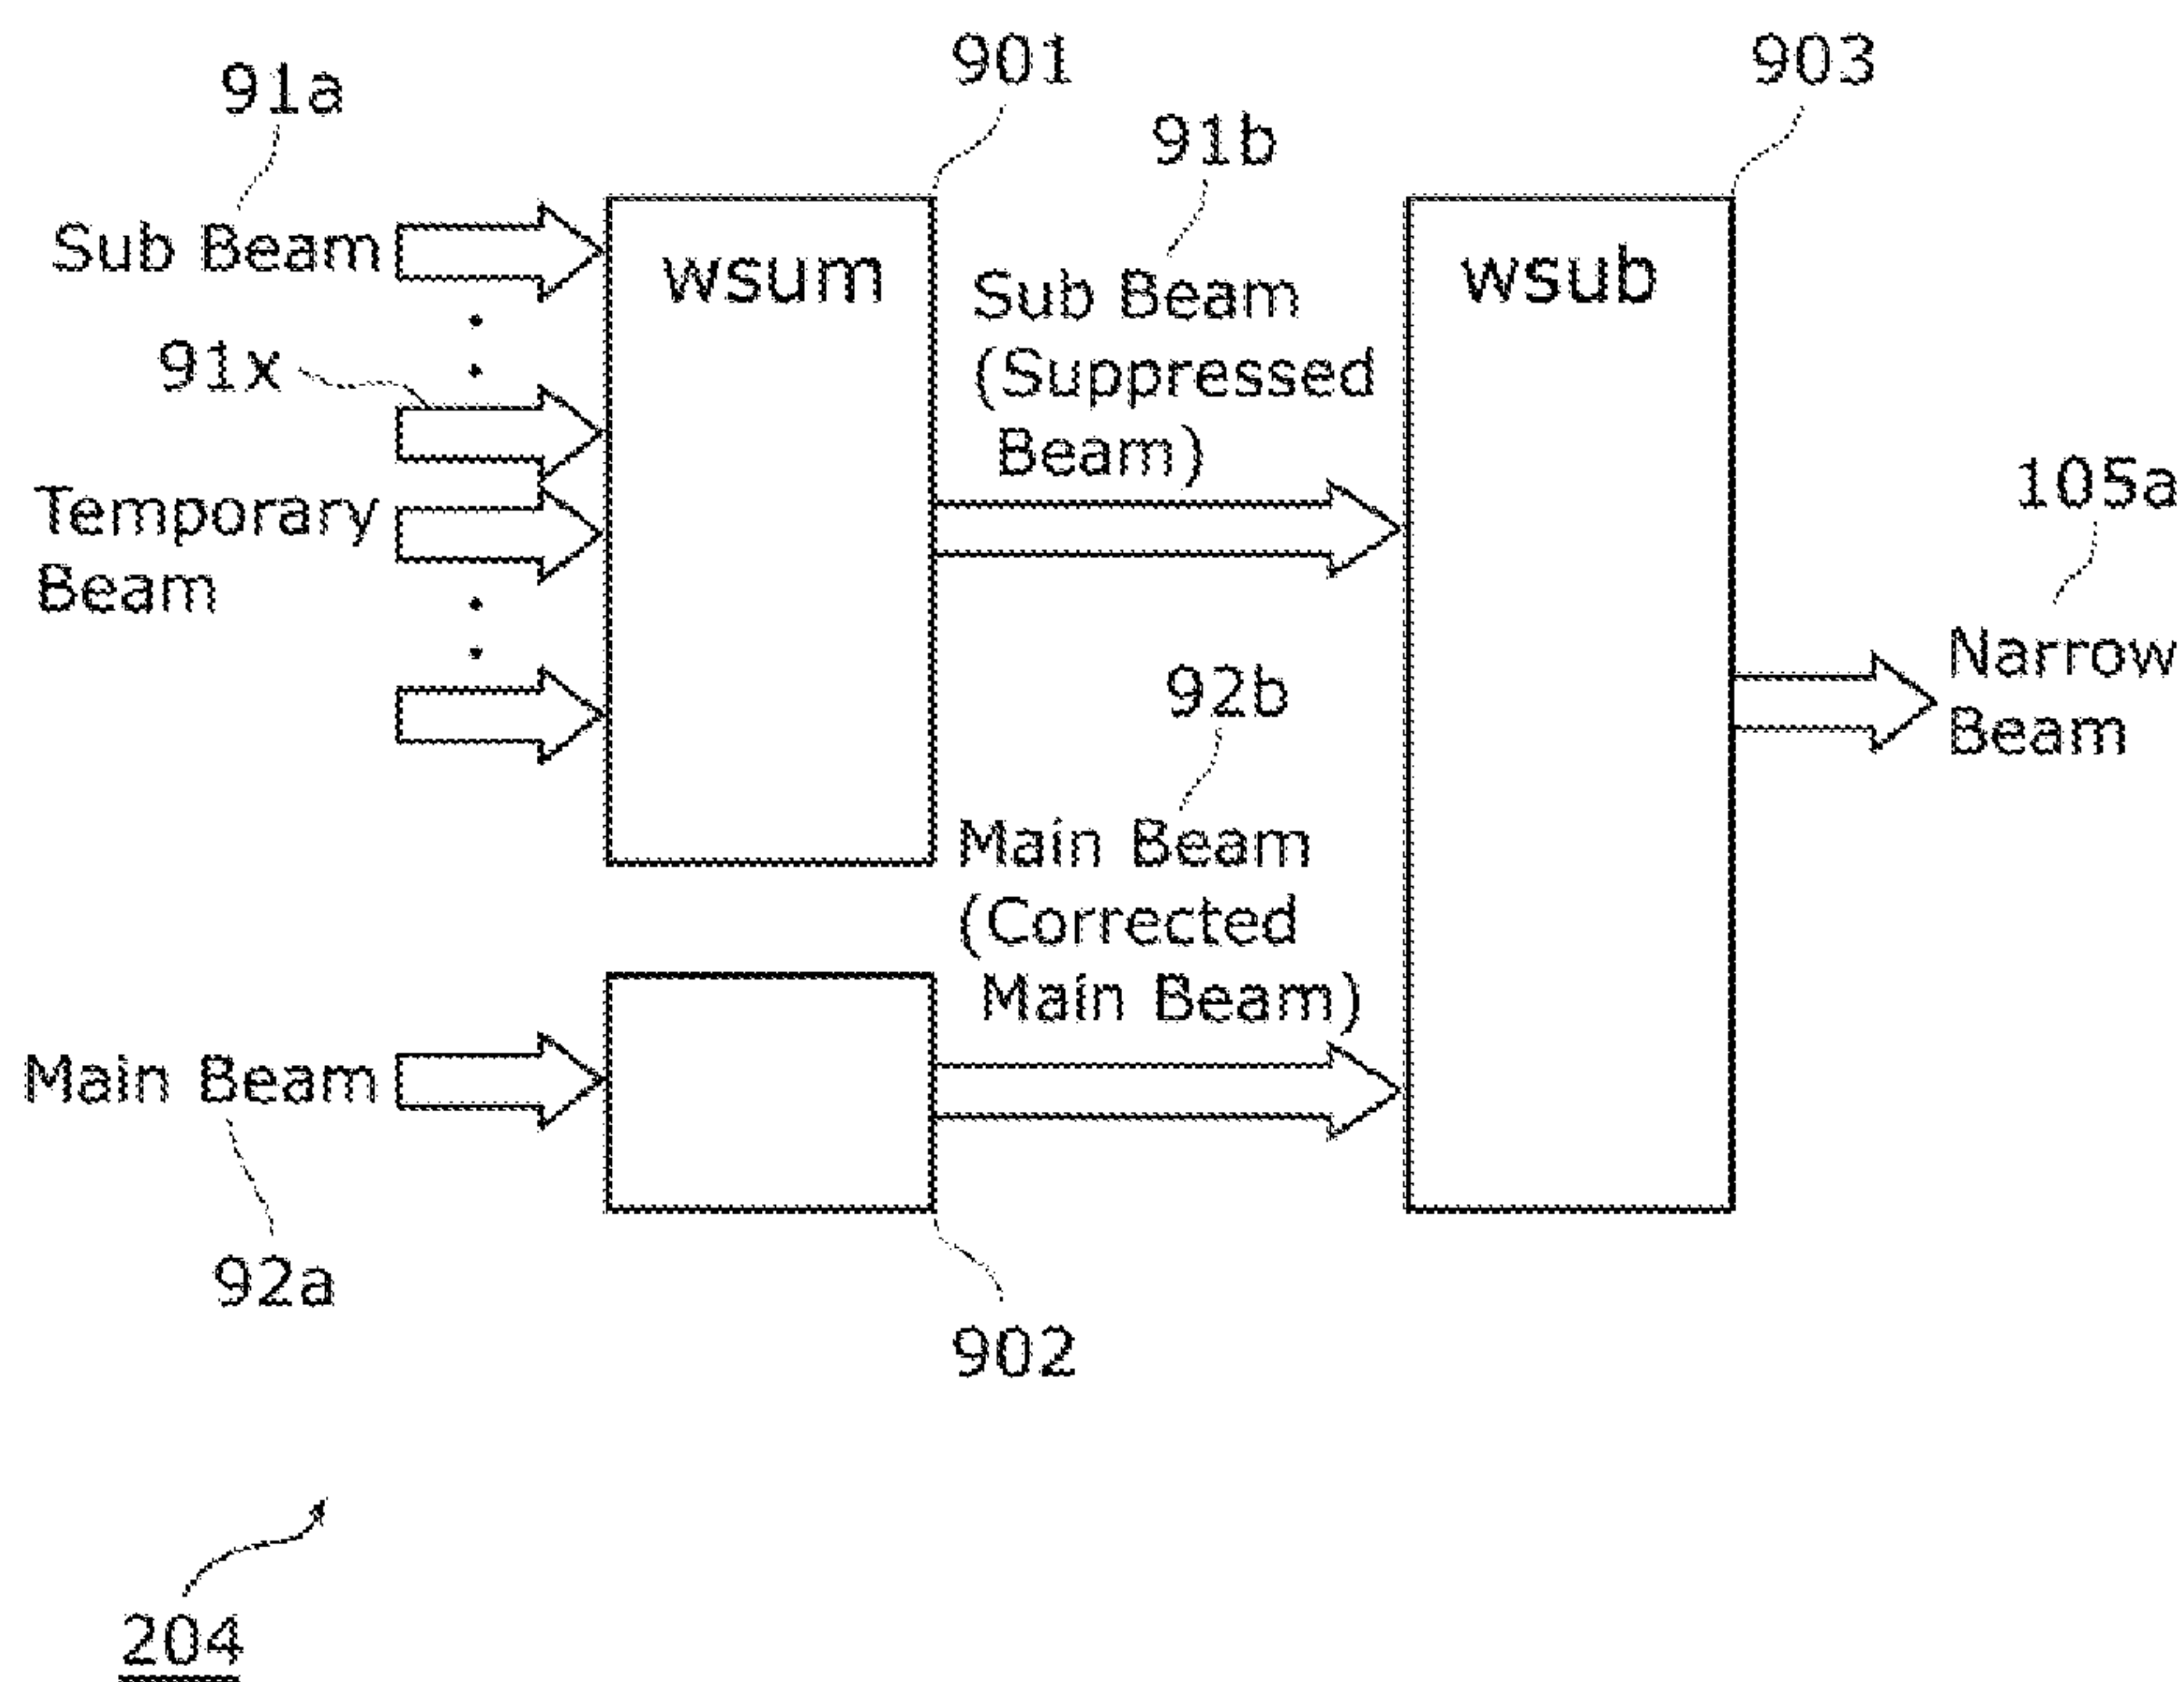 901
903
91a
91b
Sub Beam
wsum
Sub Beam
(Suppressed
Beam)
wsub
91x
105a
Temporary
Beam
Narrow
Beam
92b
Main Beam
(Corrected
Main Beam)
Main Beam
92a
902
204